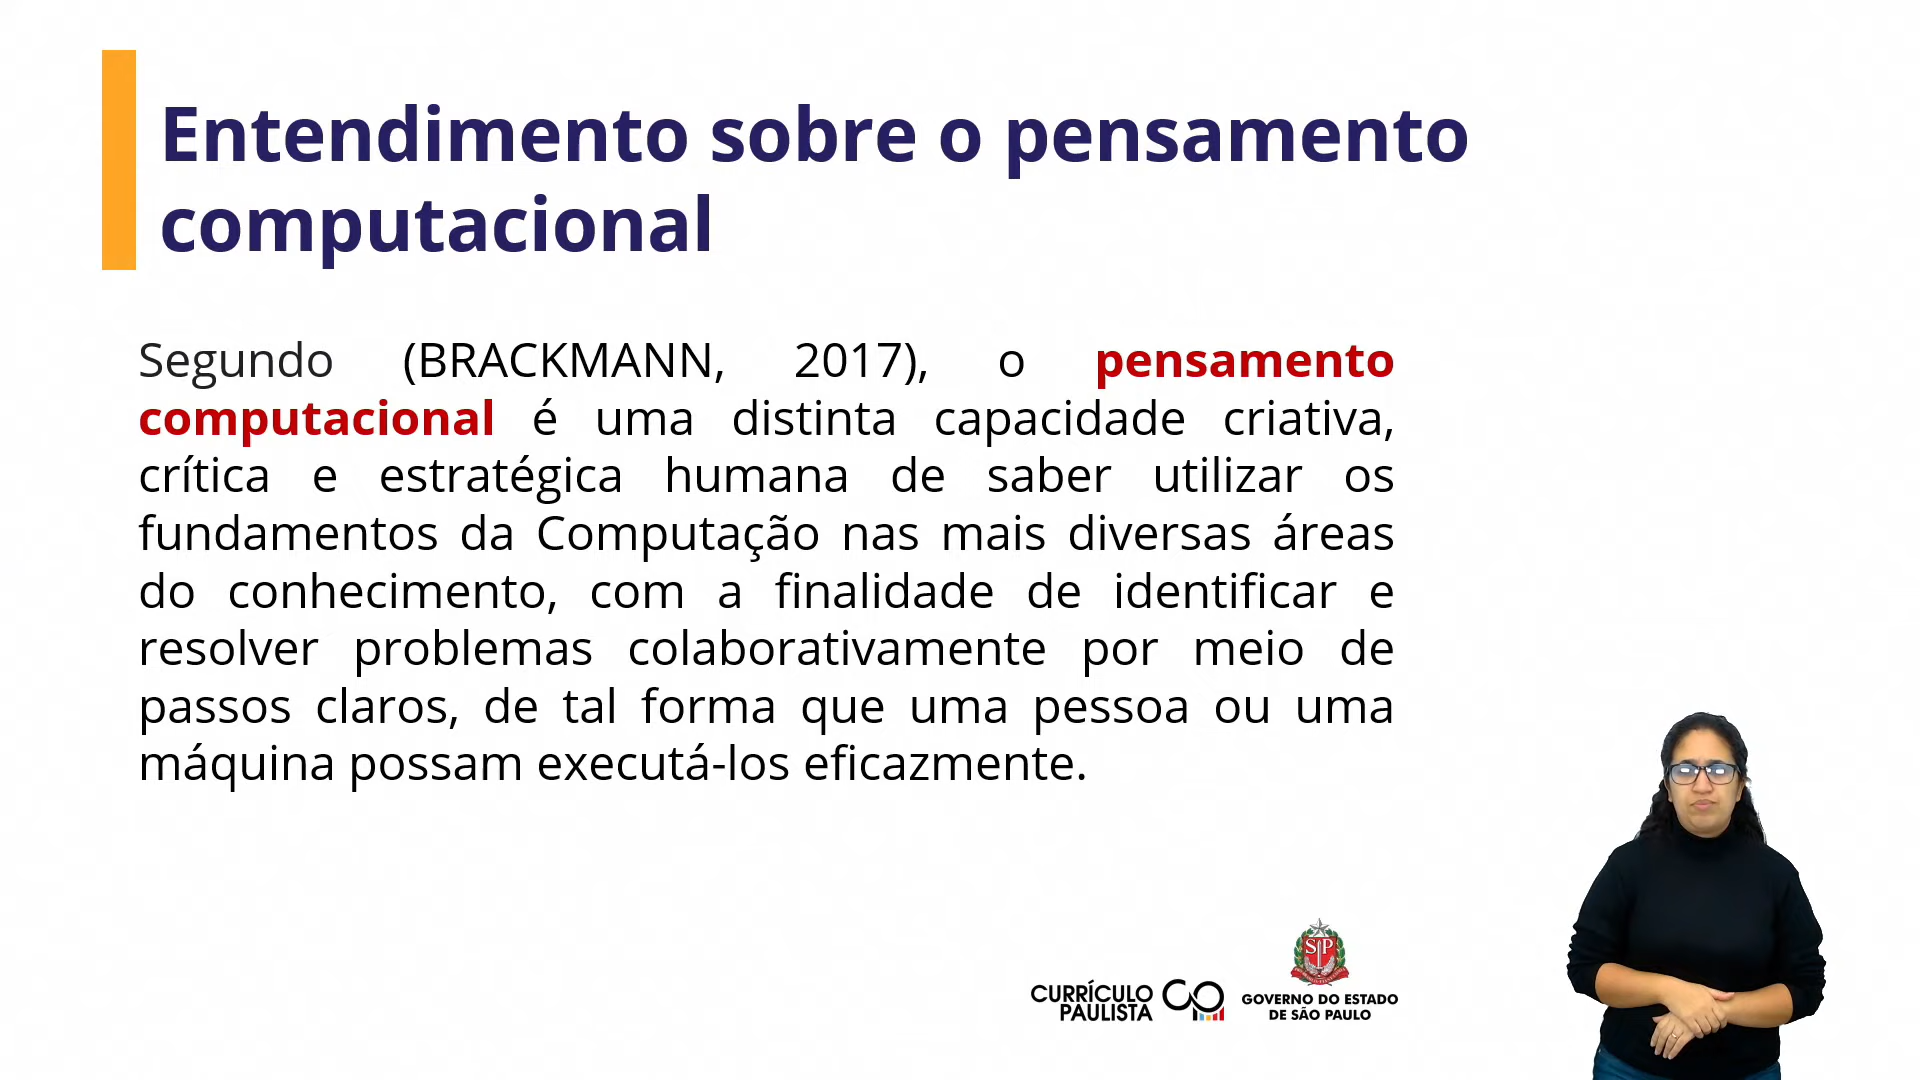 Entendimento sobre o pensamento
computacional
Segundo (BRACKMANN, 2017), o pensamento
computacional é uma distinta capacidade criativa,
crítica e estratégica humana de saber utilizar os
fundamentos da Computação nas mais diversas áreas
do conhecimento, com a finalidade de identificar e
resolver problemas colaborativamente por meio de
passos claros, de tal forma que uma pessoa ou uma
máquina possam executá-los eficazmente.
SP
CURRÍCULO
PAULISTA
GOVERNO DO ESTADO
DE SÃO PAULO